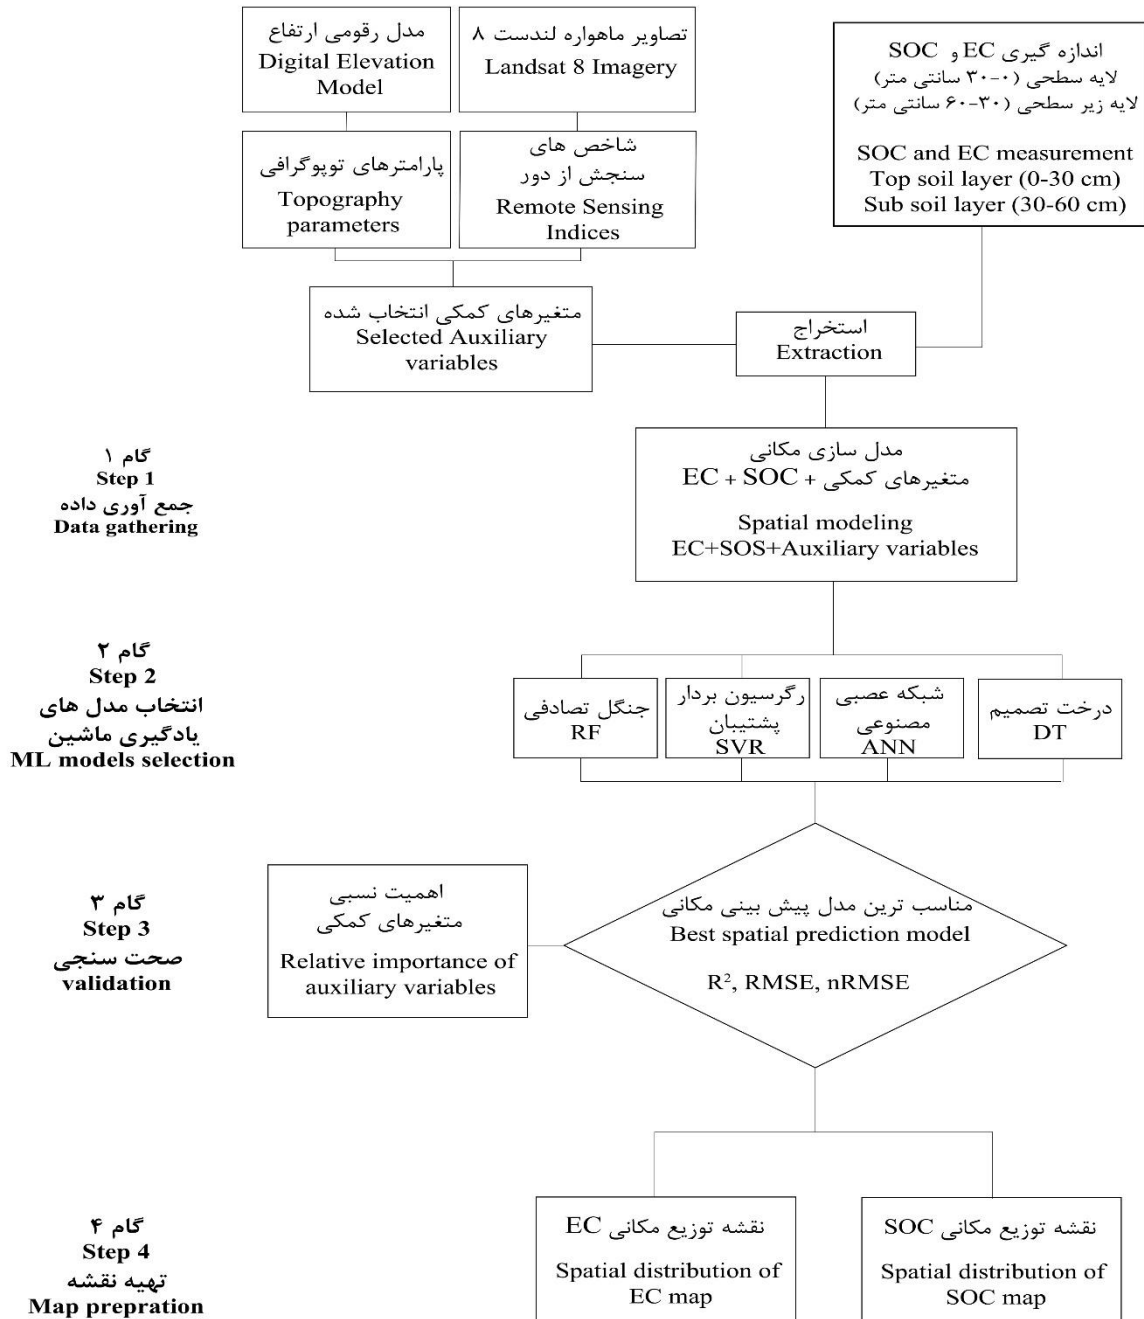 مدل رقومی ارتفاع
Digital Elevation
Model
تصاویر ماهواره لندست ۸
Landsat 8 Imagery
اندازه گیری EC و SOC
لایه سطحی (۰-۳۰ سانتی متر)
لایه زیر سطحی (۳۰-۶۰ سانتی متر)
SOC and EC measurement
Top soil layer (0-30 cm)
Sub soil layer (30-60 cm)
پارامترهای توپوگرافی
Topography
parameters
شاخص های
سنجش از دور
Remote Sensing
Indices
متغیرهای کمکی انتخاب شده
Selected Auxiliary
variables
استخراج
Extraction
گام ۱
Step 1
جمع آوری داده
Data gathering
مدل سازی مکانی
متغیرهای کمکی + EC + SOC
Spatial modeling
EC+SOS+Auxiliary variables
گام ۲
Step 2
انتخاب مدل های
یادگیری ماشین
ML models selection
جنگل تصادفی
RF
رگرسیون بردار
پشتیبان
SVR
شبکه عصبی
مصنوعی
ANN
درخت تصمیم
DT
گام ۳
Step 3
صحت سنجی
validation
اهمیت نسبی
متغیرهای کمکی
Relative importance of
auxiliary variables
مناسب ترین مدل پیش بینی مکانی
Best spatial prediction model
R², RMSE, nRMSE
گام ۴
Step 4
تهیه نقشه
Map prepration
نقشه توزیع مکانی EC
Spatial distribution of
EC map
نقشه توزیع مکانی SOC
Spatial distribution of
SOC map